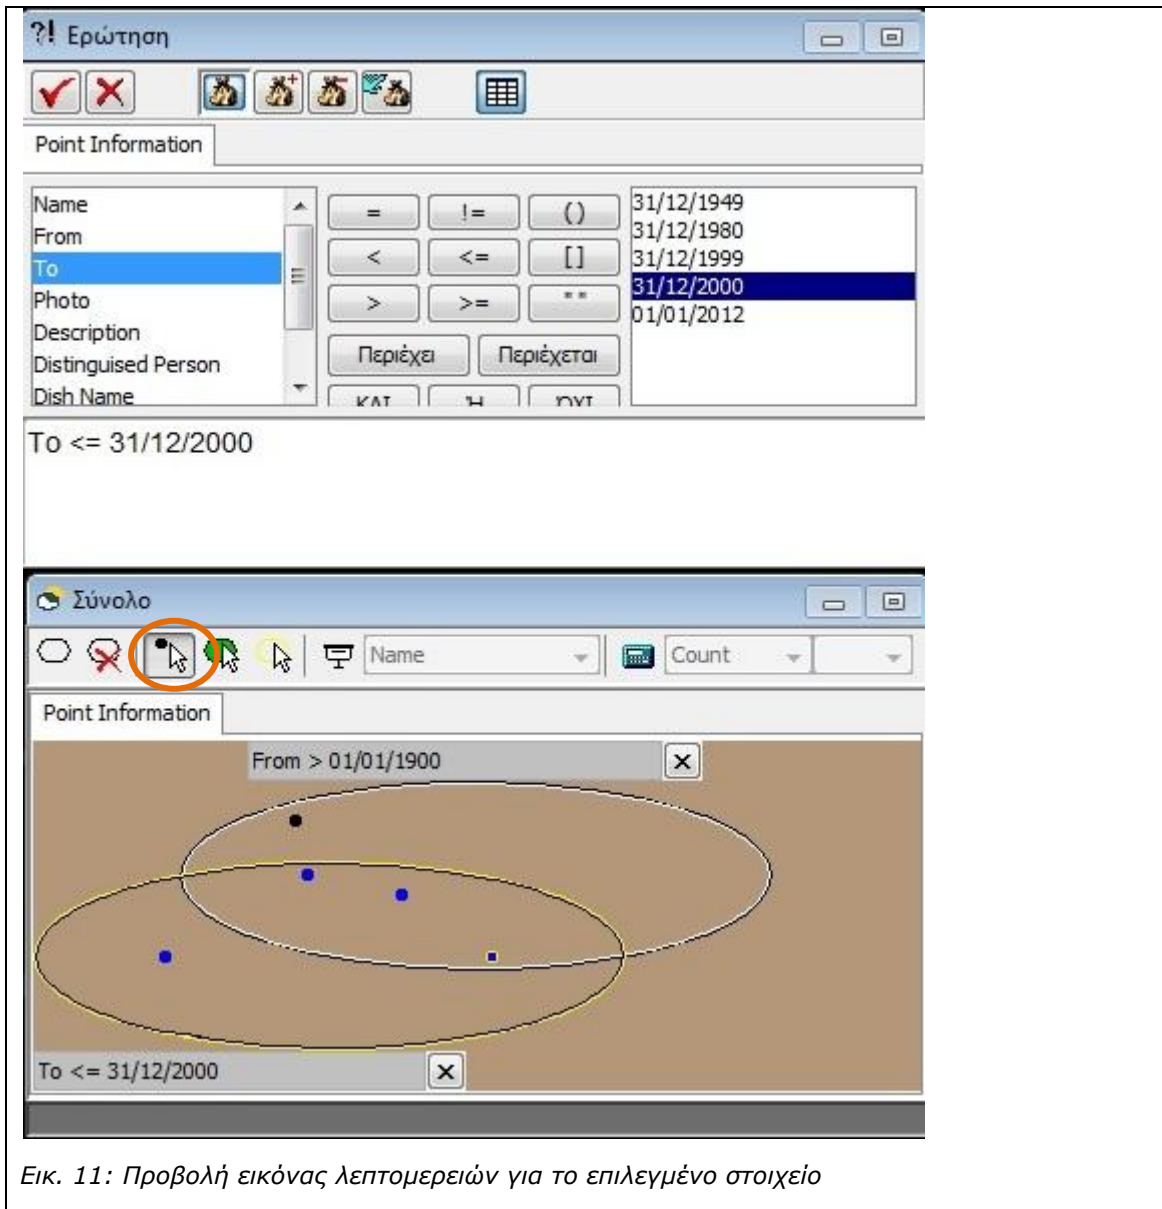 ?! Ερώτηση
Point Information
Name
From
To
Photo
Description
Distinguised Person
Dish Name
= != ()
< <= []
> >= " "
Περιέχει Περιέχεται
ΚΑΙ Ή ΌΧΙ
31/12/1949
31/12/1980
31/12/1999
31/12/2000
01/01/2012
To <= 31/12/2000
Σύνολο
Name Count
Point Information
From > 01/01/1900
To <= 31/12/2000
Εικ. 11: Προβολή εικόνας λεπτομερειών για το επιλεγμένο στοιχείο